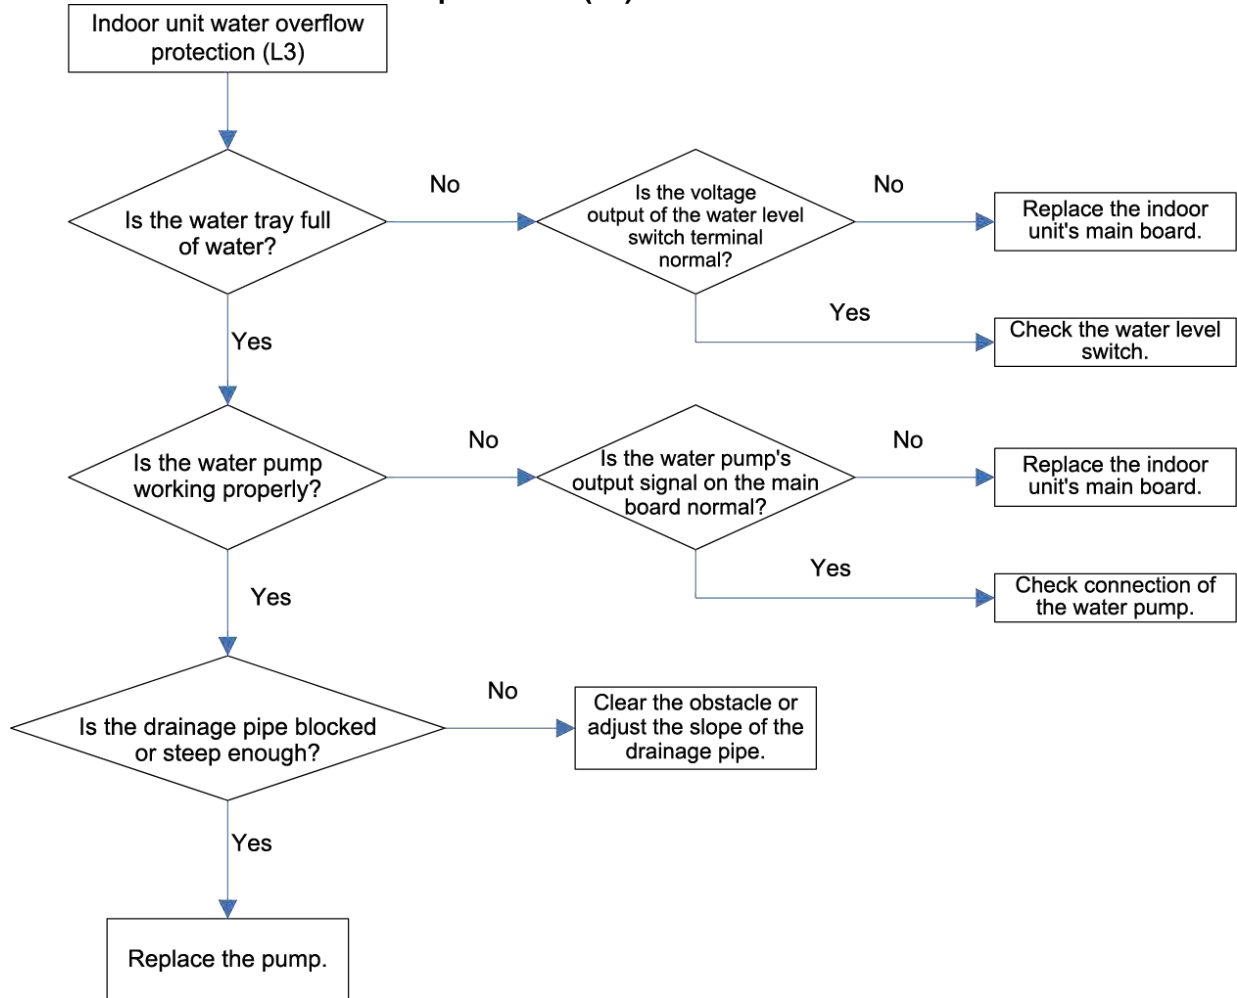 Indoor unit water overflow
protection (L3)
No
Is the water tray full
of water?
Is the voltage
output of the water level
switch terminal
normal?
No
Replace the indoor
unit's main board.
Yes
Check the water level
switch.
Yes
No
Is the water pump
working properly?
Is the water pump's
output signal on the main
board normal?
No
Replace the indoor
unit's main board.
Yes
Check connection of
the water pump.
Yes
No
Is the drainage pipe blocked
or steep enough?
Clear the obstacle or
adjust the slope of the
drainage pipe.
Yes
Replace the pump.